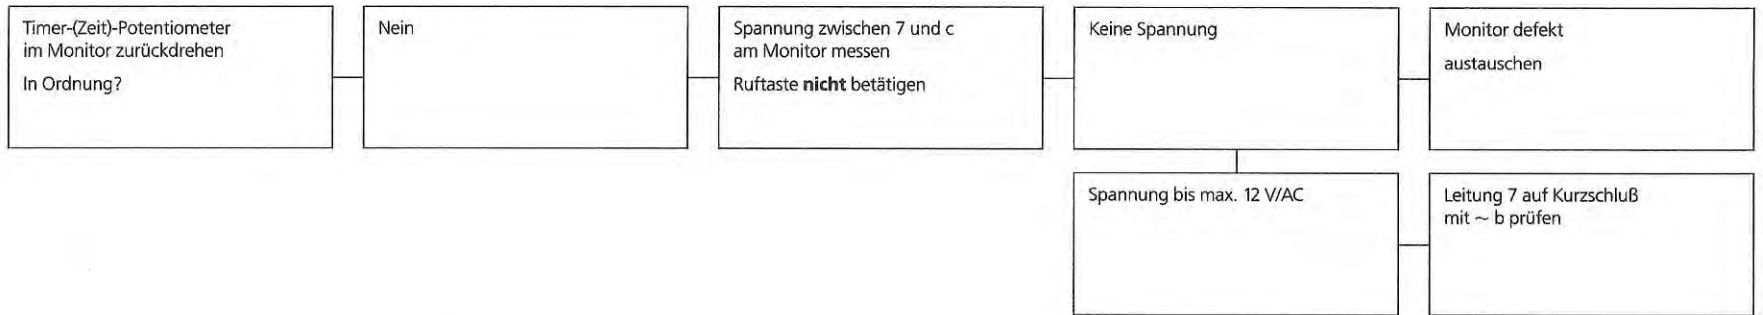 Timer-(Zeit)-Potentiometer
im Monitor zurückdrehen
In Ordnung?
Nein
Spannung zwischen 7 und c
am Monitor messen
Ruftaste nicht betätigen
Keine Spannung
Monitor defekt
austauschen
Spannung bis max. 12 V/AC
Leitung 7 auf Kurzschluß
mit ~ b prüfen